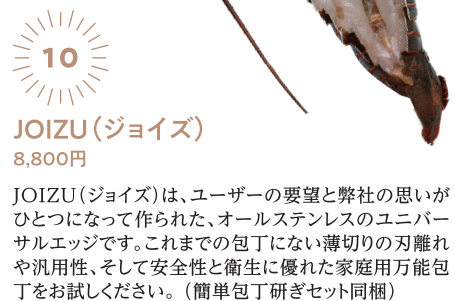 10
JOIZU（ジョイズ）
8,800円
JOIZU（ジョイズ）は、ユーザーの要望と弊社の思いが
ひとつになって作られた、オールステンレスのユニバー
サルエッジです。これまでの包丁にない薄切りの刃離れ
や汎用性、そして安全性と衛生に優れた家庭用万能包
丁をお試しください。（簡単包丁研ぎセット同梱）